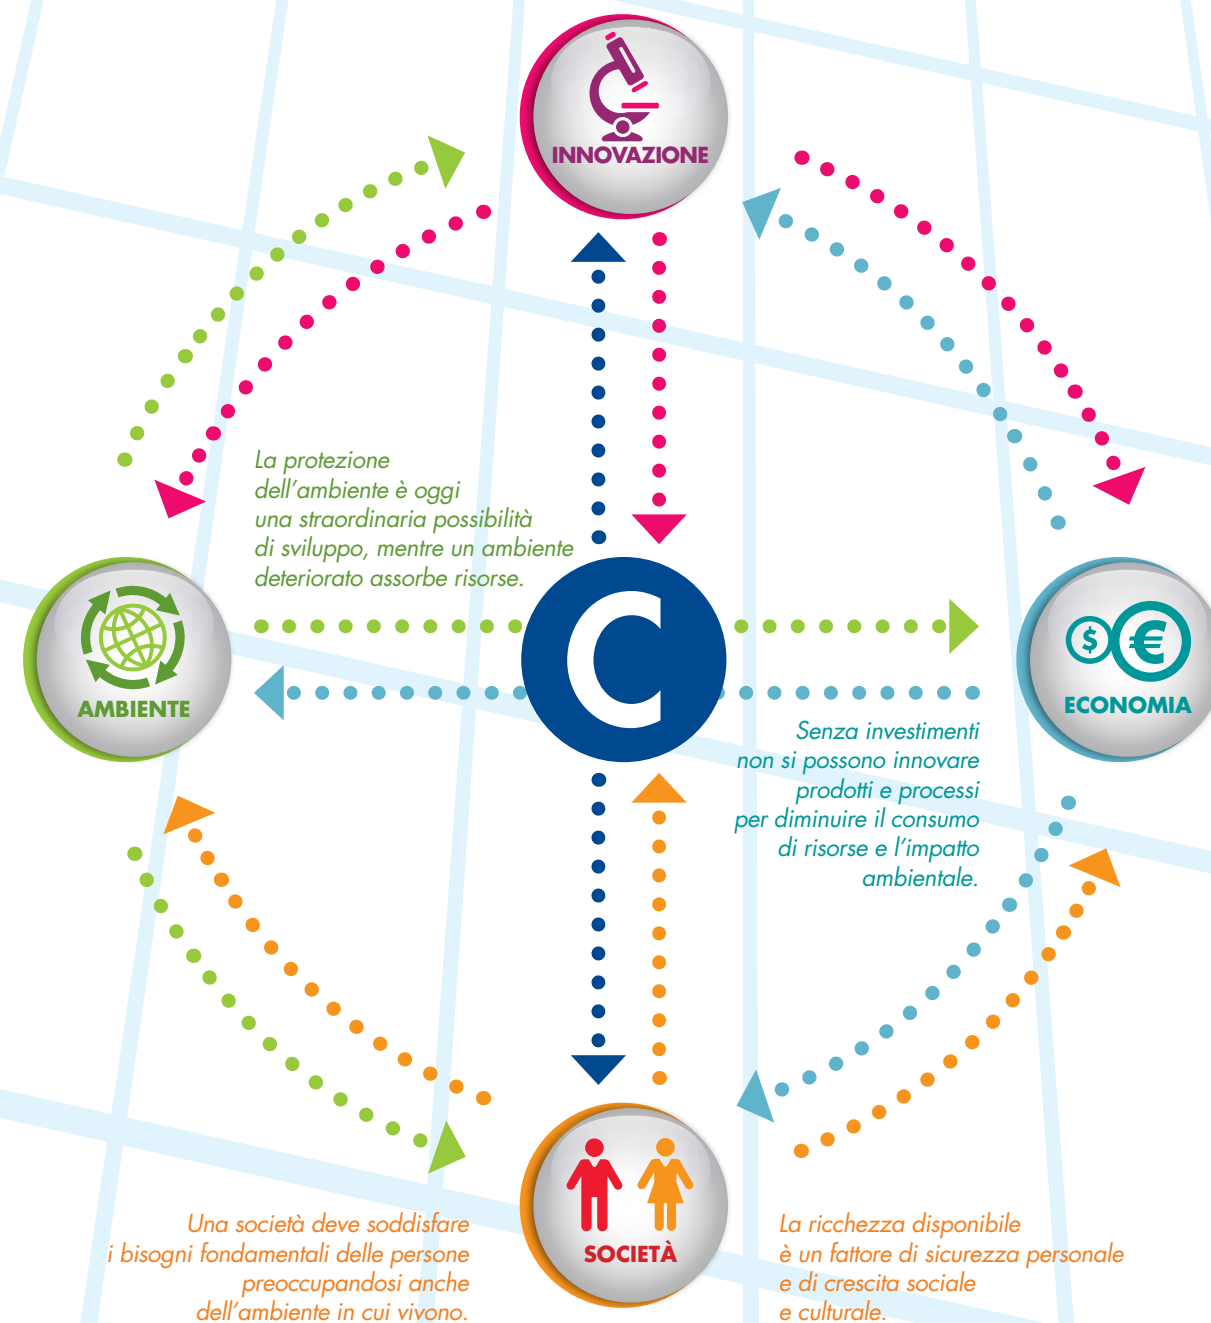 INNOVAZIONE
La protezione
dell'ambiente è oggi
una straordinaria possibilità
di sviluppo, mentre un ambiente
deteriorato assorbe risorse.
AMBIENTE
C
$ €
ECONOMIA
Senza investimenti
non si possono innovare
prodotti e processi
per diminuire il consumo
di risorse e l'impatto
ambientale.
SOCIETÀ
Una società deve soddisfare
i bisogni fondamentali delle persone
preoccupandosi anche
dell'ambiente in cui vivono.
La ricchezza disponibile
è un fattore di sicurezza personale
e di crescita sociale
e culturale.